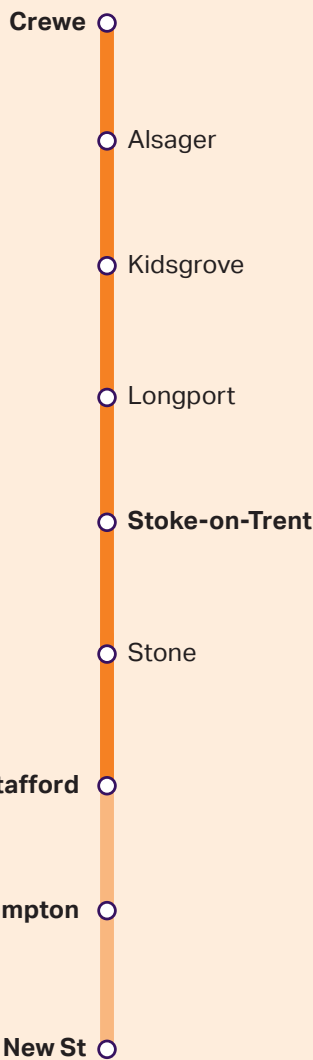 Crewe
Alsager
Kidsgrove
Longport
Stoke-on-Trent
Stone
tafford
mpton
New St